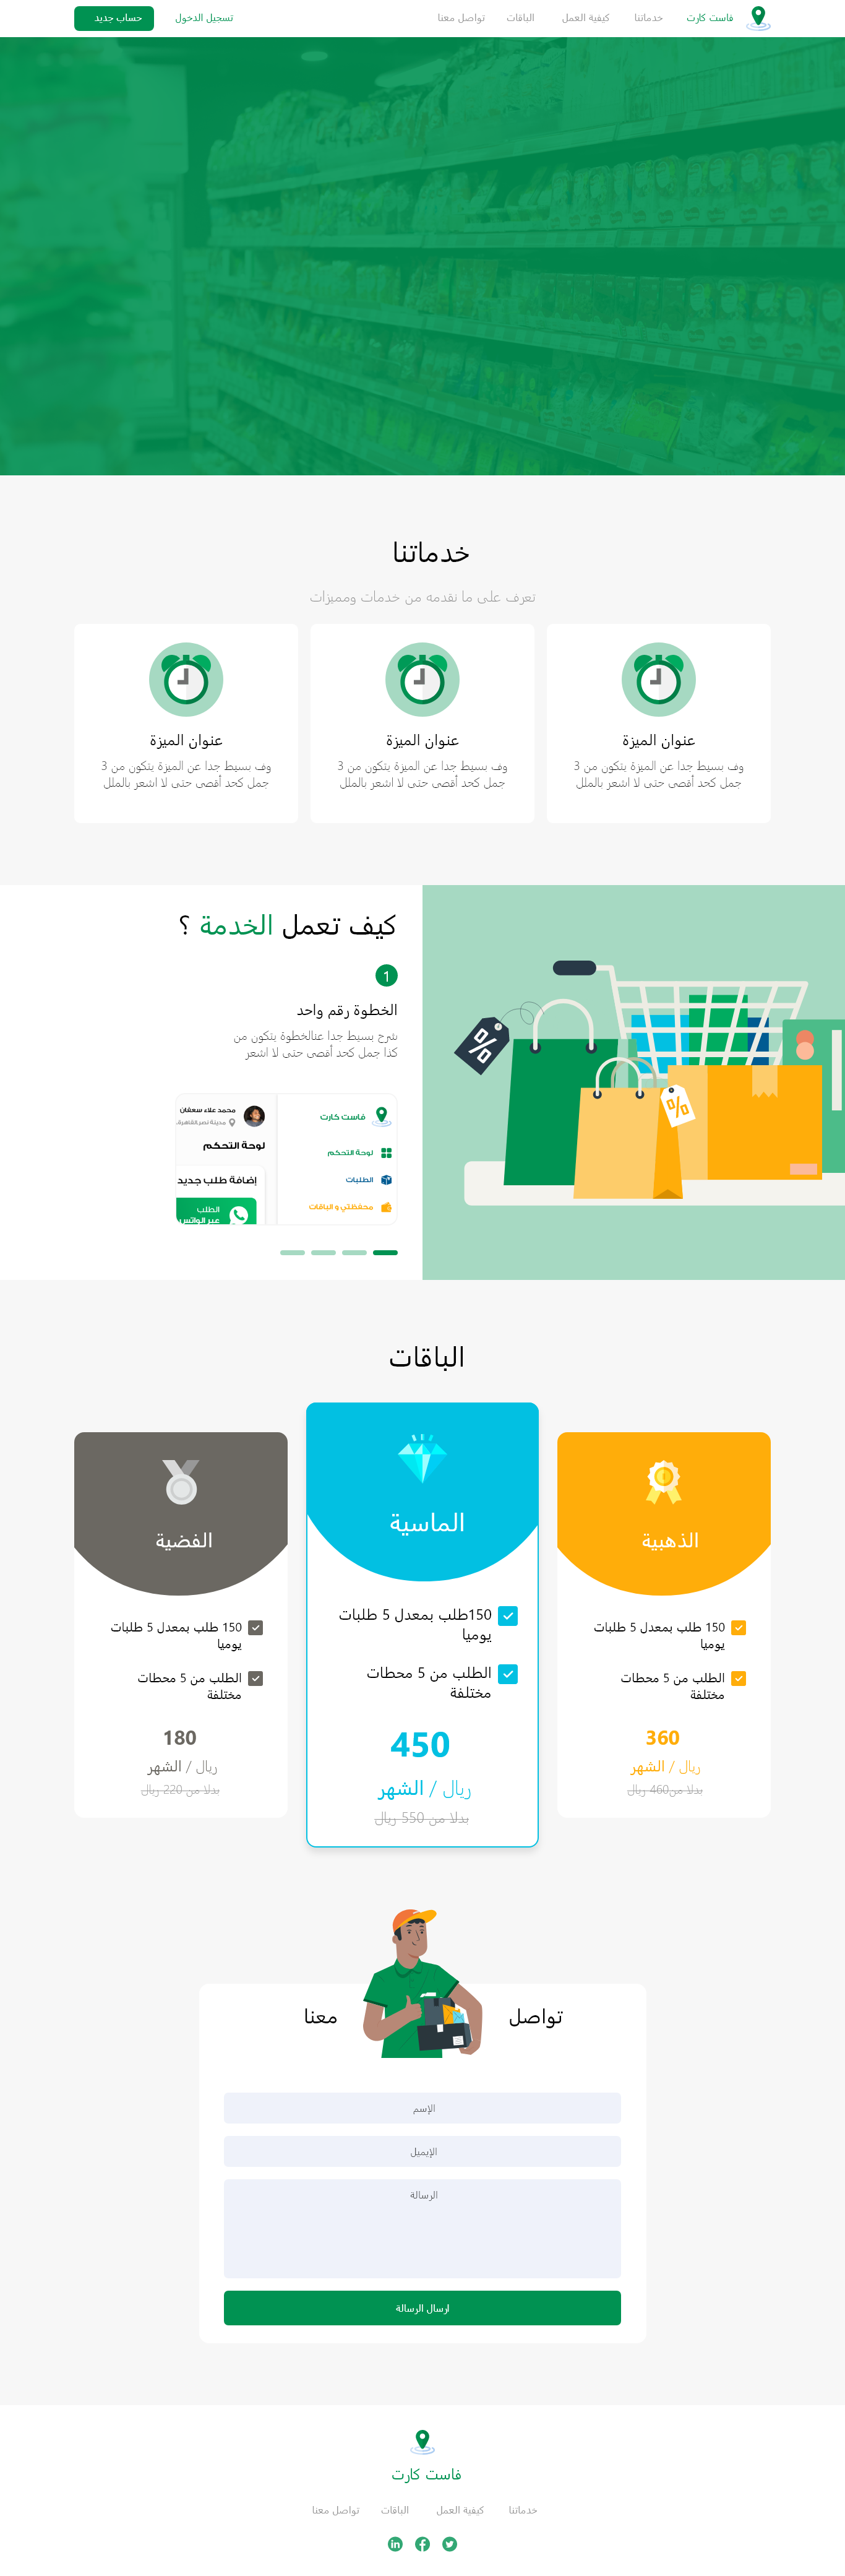 فاست كارت
خدماتنا
كيفية العمل
الباقات
تواصل معنا
تسجيل الدخول
حساب جديد
خدماتنا
تعرف على ما نقدمه من خدمات ومميزات
عنوان الميزة
وف بسيط جدا عن الميزة يتكون من 3
جمل كحد أقصى حتى لا اشعر بالملل
عنوان الميزة
وف بسيط جدا عن الميزة يتكون من 3
جمل كحد أقصى حتى لا اشعر بالملل
عنوان الميزة
وف بسيط جدا عن الميزة يتكون من 3
جمل كحد أقصى حتى لا اشعر بالملل
%
%
كيف تعمل الخدمة ؟
1
الخطوة رقم واحد
شرح بسيط جدا عنالخطوة يتكون من
كذا جمل كحد أقصى حتى لا اشعر
فاست كارت
لوحة التحكم
الطلبات
محفظتي و الباقات
محمد علاء سعفان
مدينة نصر القاهرة،
لوحة التحكم
إضافة طلب جديد
الطلب
عبر الواتس
الباقات
الذهبية
150 طلب بمعدل 5 طلبات
يوميا
الطلب من 5 محطات
مختلفة
360
ريال / الشهر
بدلا من460 ريال
الماسية
150طلب بمعدل 5 طلبات
يوميا
الطلب من 5 محطات
مختلفة
450
ريال / الشهر
بدلا من 550 ريال
الفضية
150 طلب بمعدل 5 طلبات
يوميا
الطلب من 5 محطات
مختلفة
180
ريال / الشهر
بدلا من 220 ريال
تواصل معنا
الإسم
الإيميل
الرسالة
ارسال الرسالة
فاست كارت
خدماتنا
كيفية العمل
الباقات
تواصل معنا